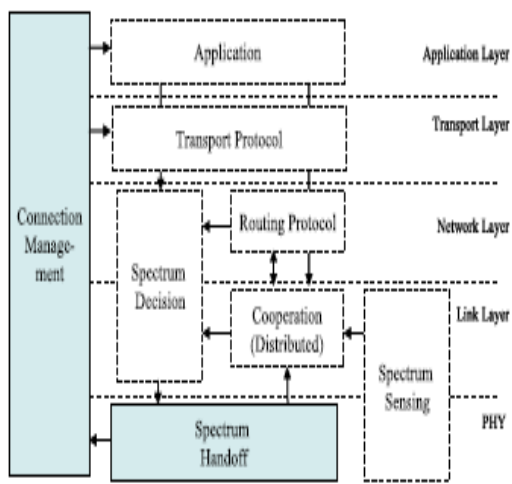 Application
Application Layer
Transport Protocol
Transport Layer
Connection
Manage-
ment
Spectrum
Decision
Routing Protocol
Network Layer
Cooperation
(Distributed)
Link Layer
Spectrum
Sensing
Spectrum
Handoff
PHY